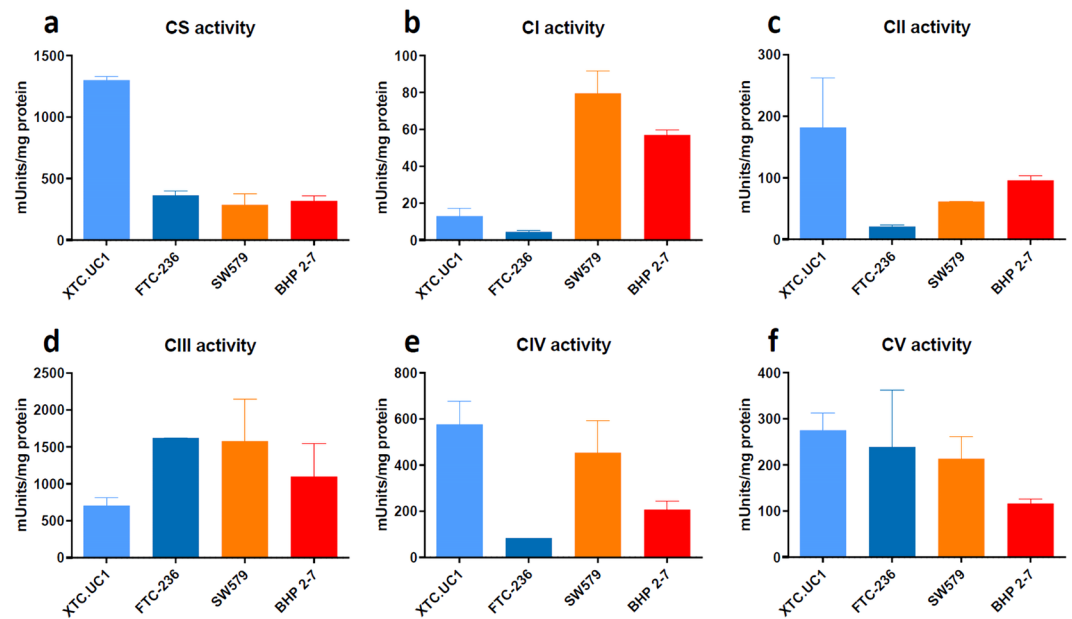 a
CS activity
mUnits/mg protein
1500
1000
500
0
XTC.UC1
FTC-236
SW579
BHP 2-7
b
CI activity
mUnits/mg protein
100
80
60
40
20
0
XTC.UC1
FTC-236
SW579
BHP 2-7
c
CII activity
mUnits/mg protein
300
200
100
0
XTC.UC1
FTC-236
SW579
BHP 2-7
d
CIII activity
mUnits/mg protein
2500
2000
1500
1000
500
0
XTC.UC1
FTC-236
SW579
BHP 2-7
e
CIV activity
mUnits/mg protein
800
600
400
200
0
XTC.UC1
FTC-236
SW579
BHP 2-7
f
CV activity
mUnits/mg protein
400
300
200
100
0
XTC.UC1
FTC-236
SW579
BHP 2-7